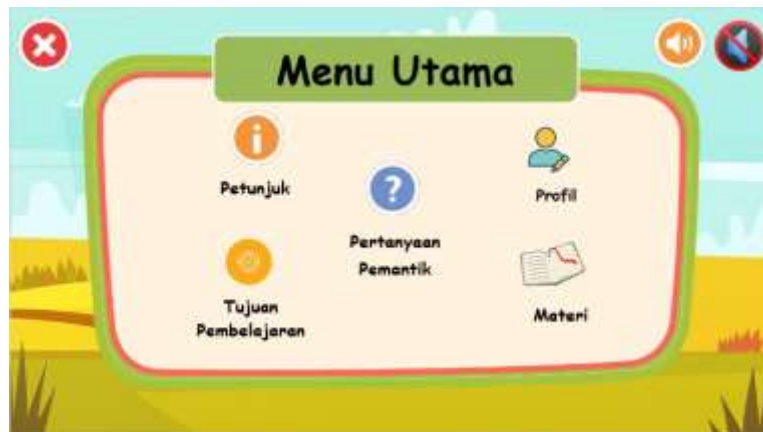 Menu Utama
Petunjuk
Profil
Pertanyaan
Pemantik
Tujuan
Pembelajaran
Materi